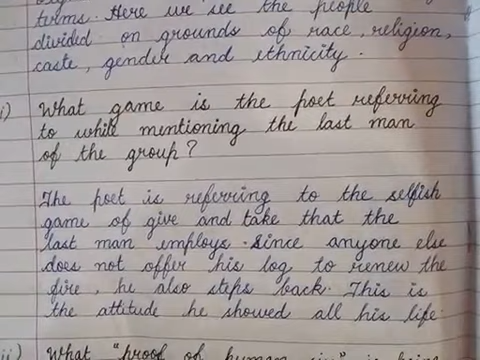 terms. Here we see the people
divided on grounds of race, religion,
caste, gender and ethnicity.
i) What game is the poet referring
to while mentioning the last man
of the group?
The poet is referring to the selfish
game of give and take that the
last man employs. Since anyone else
does not offer his log to renew the
fire, he also steps back. This is
the attitude he showed all his life.
ii) What "proof of human sin" is being